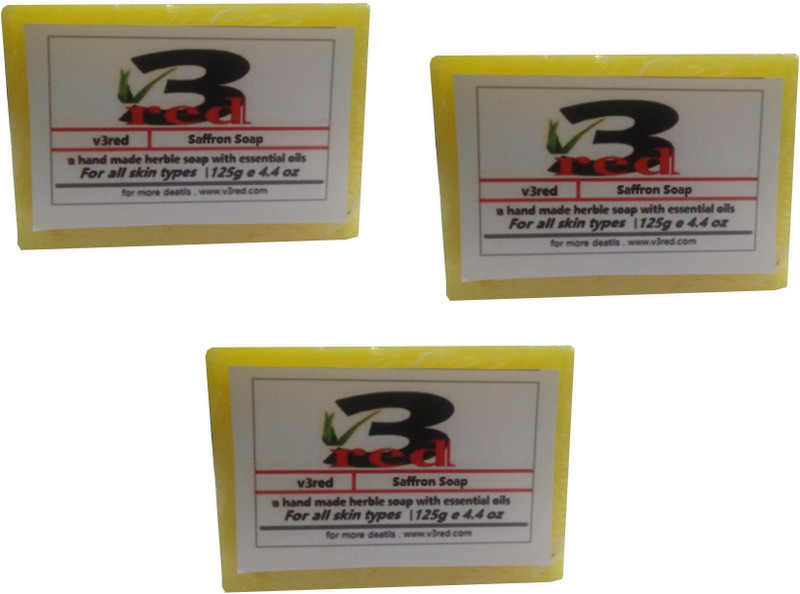 3
red
v3red Saffron Soap
a hand made herble soap with essential oils
For all skin types | 125g e 4.4 oz
for more deatils . www.v3red.com
3
red
v3red Saffron Soap
a hand made herble soap with essential oils
For all skin types | 125g e 4.4 oz
for more deatils . www.v3red.com
3
red
v3red Saffron Soap
a hand made herble soap with essential oils
For all skin types | 125g e 4.4 oz
for more deatils . www.v3red.com